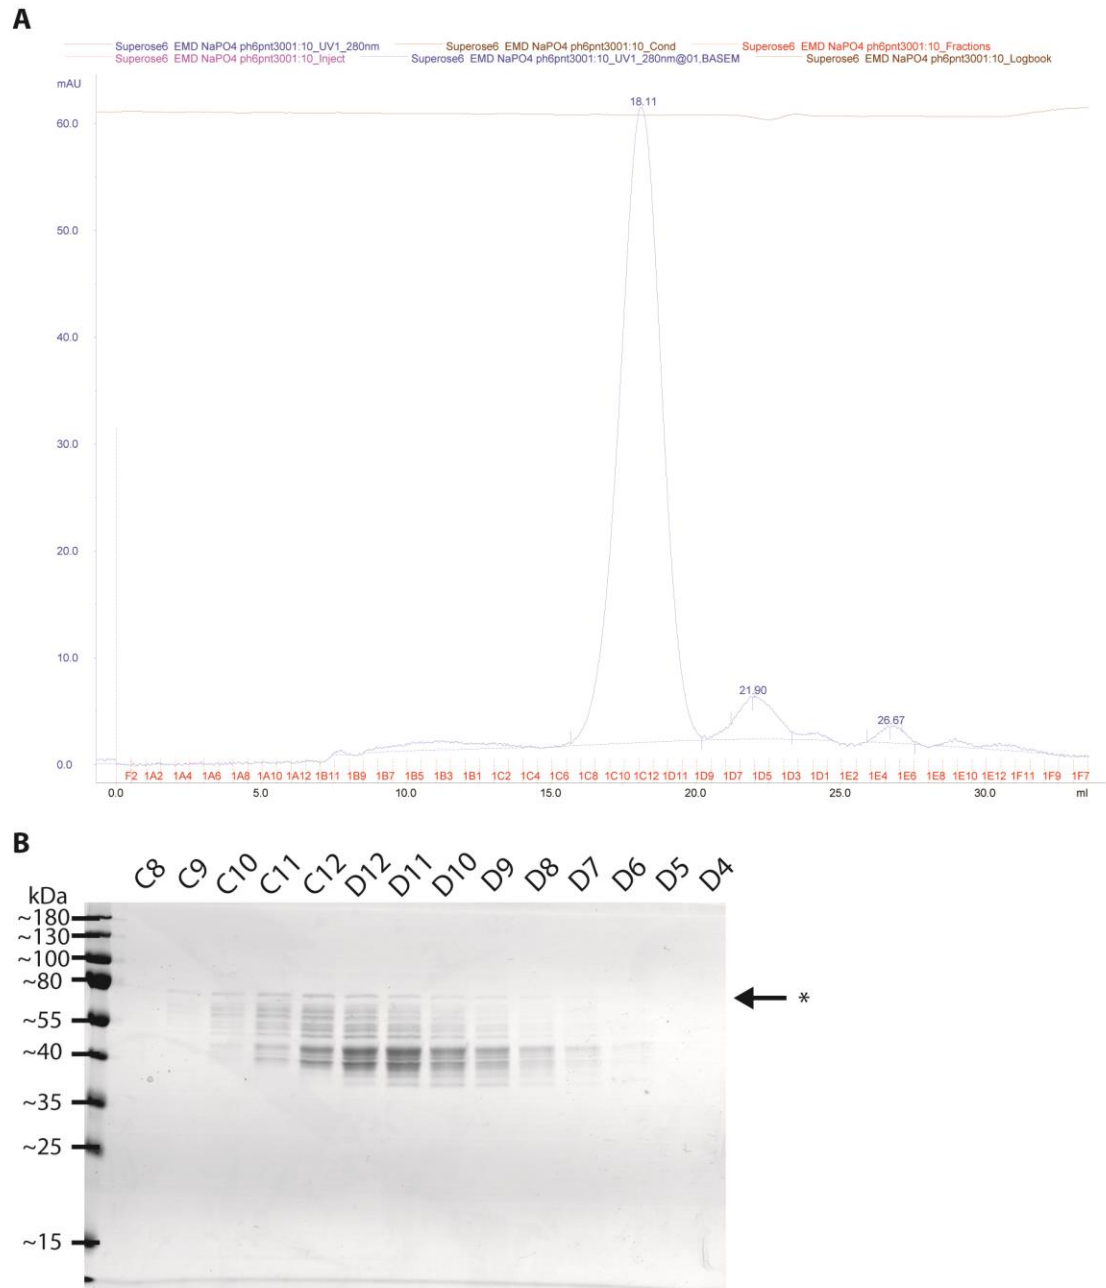 A
Superose6 EMD NaPO4 ph6pnt3001:10_UV1_280nm Superose6 EMD NaPO4 ph6pnt3001:10_Cond Superose6 EMD NaPO4 ph6pnt3001:10_Fractions
Superose6 EMD NaPO4 ph6pnt3001:10_Inject Superose6 EMD NaPO4 ph6pnt3001:10_UV1_280nm@01,BASEM Superose6 EMD NaPO4 ph6pnt3001:10_Logbook
mAU
18.11
60.0
50.0
40.0
30.0
20.0
10.0
21.90
26.67
0.0
F2 1A2 1A4 1A6 1A8 1A10 1A12 1B11 1B9 1B7 1B5 1B3 1B1 1C2 1C4 1C6 1C8 1C10 1C12 1D11 1D9 1D7 1D5 1D3 1D1 1E2 1E4 1E6 1E8 1E10 1E12 1F11 1F9 1F7
0.0 5.0 10.0 15.0 20.0 25.0 30.0 ml
B
C8 C9 C10 C11 C12 D12 D11 D10 D9 D8 D7 D6 D5 D4
kDa
~180
~130
~100
~80
*
~55
~40
~35
~25
~15